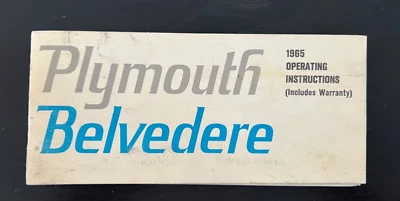 Plymouth
Belvedere
1965
OPERATING
INSTRUCTIONS
(Includes Warranty)